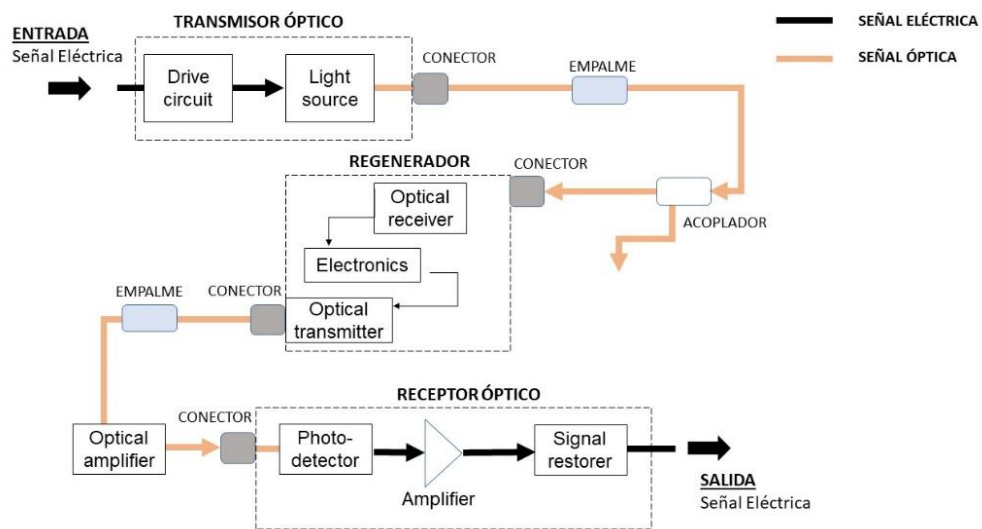 TRANSMISOR ÓPTICO
ENTRADA
Señal Eléctrica
Drive
circuit
Light
source
CONECTOR
EMPALME
SEÑAL ELÉCTRICA
SEÑAL ÓPTICA
REGENERADOR
CONECTOR
Optical
receiver
ACOPLADOR
Electronics
EMPALME
CONECTOR
Optical
transmitter
RECEPTOR ÓPTICO
CONECTOR
Optical
amplifier
Photo-
detector
Amplifier
Signal
restorer
SALIDA
Señal Eléctrica